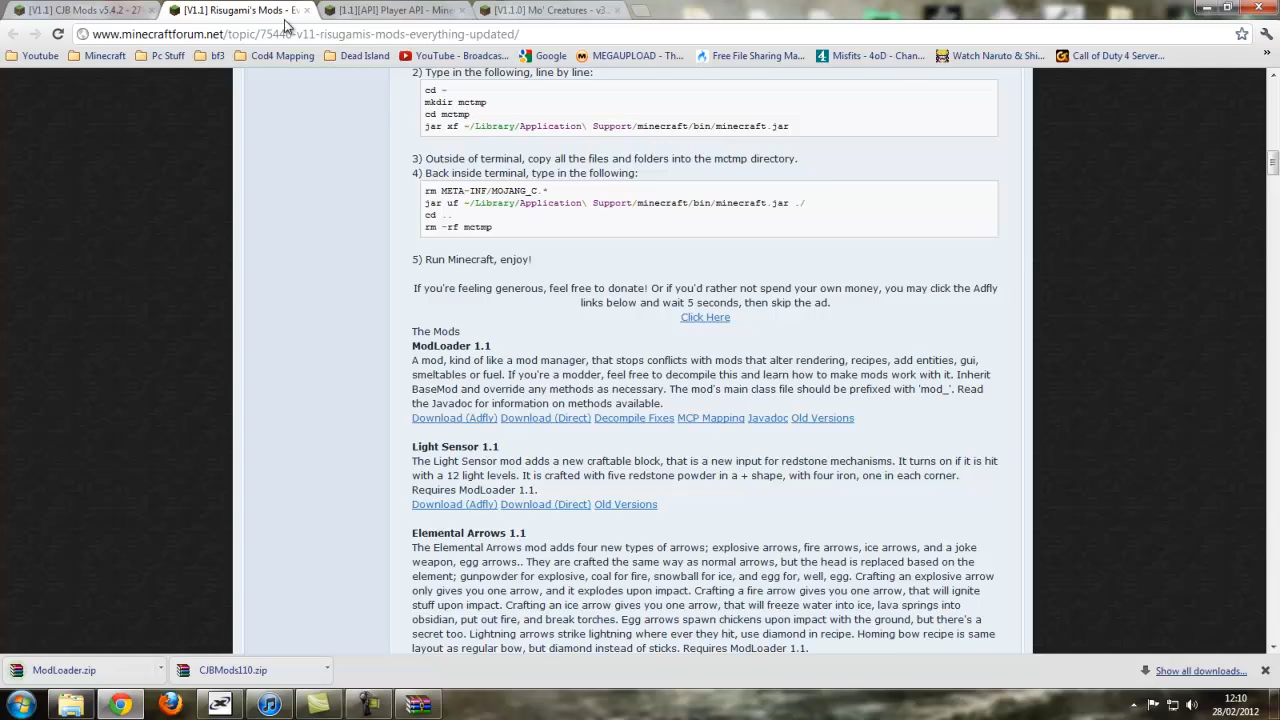 [V1.1] CJB Mods v5.4.2 - 27
[V1.1] Risugami's Mods - Ev
[1.1][API] Player API - Mine
[V1.1.0] Mo' Creatures - v3.
www.minecraftforum.net/topic/75440-v11-risugamis-mods-everything-updated/
Youtube Minecraft Pc Stuff bf3 Cod4 Mapping Dead Island YouTube - Broadcas... Google MEGAUPLOAD - Th... Free File Sharing Ma... Misfits - 4oD - Chan... Watch Naruto & Shi... Call of Duty 4 Server... »
2) Type in the following, line by line:
cd ~
mkdir mctmp
cd mctmp
jar xf ~/Library/Application\ Support/minecraft/bin/minecraft.jar
3) Outside of terminal, copy all the files and folders into the mctmp directory.
4) Back inside terminal, type in the following:
rm META-INF/MOJANG_C.*
jar uf ~/Library/Application\ Support/minecraft/bin/minecraft.jar ./
cd ..
rm -rf mctmp
5) Run Minecraft, enjoy!
If you're feeling generous, feel free to donate! Or if you'd rather not spend your own money, you may click the Adfly
links below and wait 5 seconds, then skip the ad.
Click Here
The Mods
ModLoader 1.1
A mod, kind of like a mod manager, that stops conflicts with mods that alter rendering, recipes, add entities, gui,
smeltables or fuel. If you're a modder, feel free to decompile this and learn how to make mods work with it. Inherit
BaseMod and override any methods as necessary. The mod's main class file should be prefixed with 'mod_'. Read
the Javadoc for information on methods available.
Download (Adfly) Download (Direct) Decompile Fixes MCP Mapping Javadoc Old Versions
Light Sensor 1.1
The Light Sensor mod adds a new craftable block, that is a new input for redstone mechanisms. It turns on if it is hit
with a 12 light levels. It is crafted with five redstone powder in a + shape, with four iron, one in each corner.
Requires ModLoader 1.1.
Download (Adfly) Download (Direct) Old Versions
Elemental Arrows 1.1
The Elemental Arrows mod adds four new types of arrows; explosive arrows, fire arrows, ice arrows, and a joke
weapon, egg arrows.. They are crafted the same way as normal arrows, but the head is replaced based on the
element; gunpowder for explosive, coal for fire, snowball for ice, and egg for, well, egg. Crafting an explosive arrow
only gives you one arrow, and it explodes upon impact. Crafting a fire arrow gives you one arrow, that will ignite
stuff upon impact. Crafting an ice arrow gives you one arrow, that will freeze water into ice, lava springs into
obsidian, put out fire, and break torches. Egg arrows spawn chickens upon impact with the ground, but there's a
secret too. Lightning arrows strike lightning where ever they hit, use diamond in recipe. Homing bow recipe is same
layout as regular bow, but diamond instead of sticks. Requires ModLoader 1.1.
ModLoader.zip
CJBMods110.zip
Show all downloads...
12:10
28/02/2012